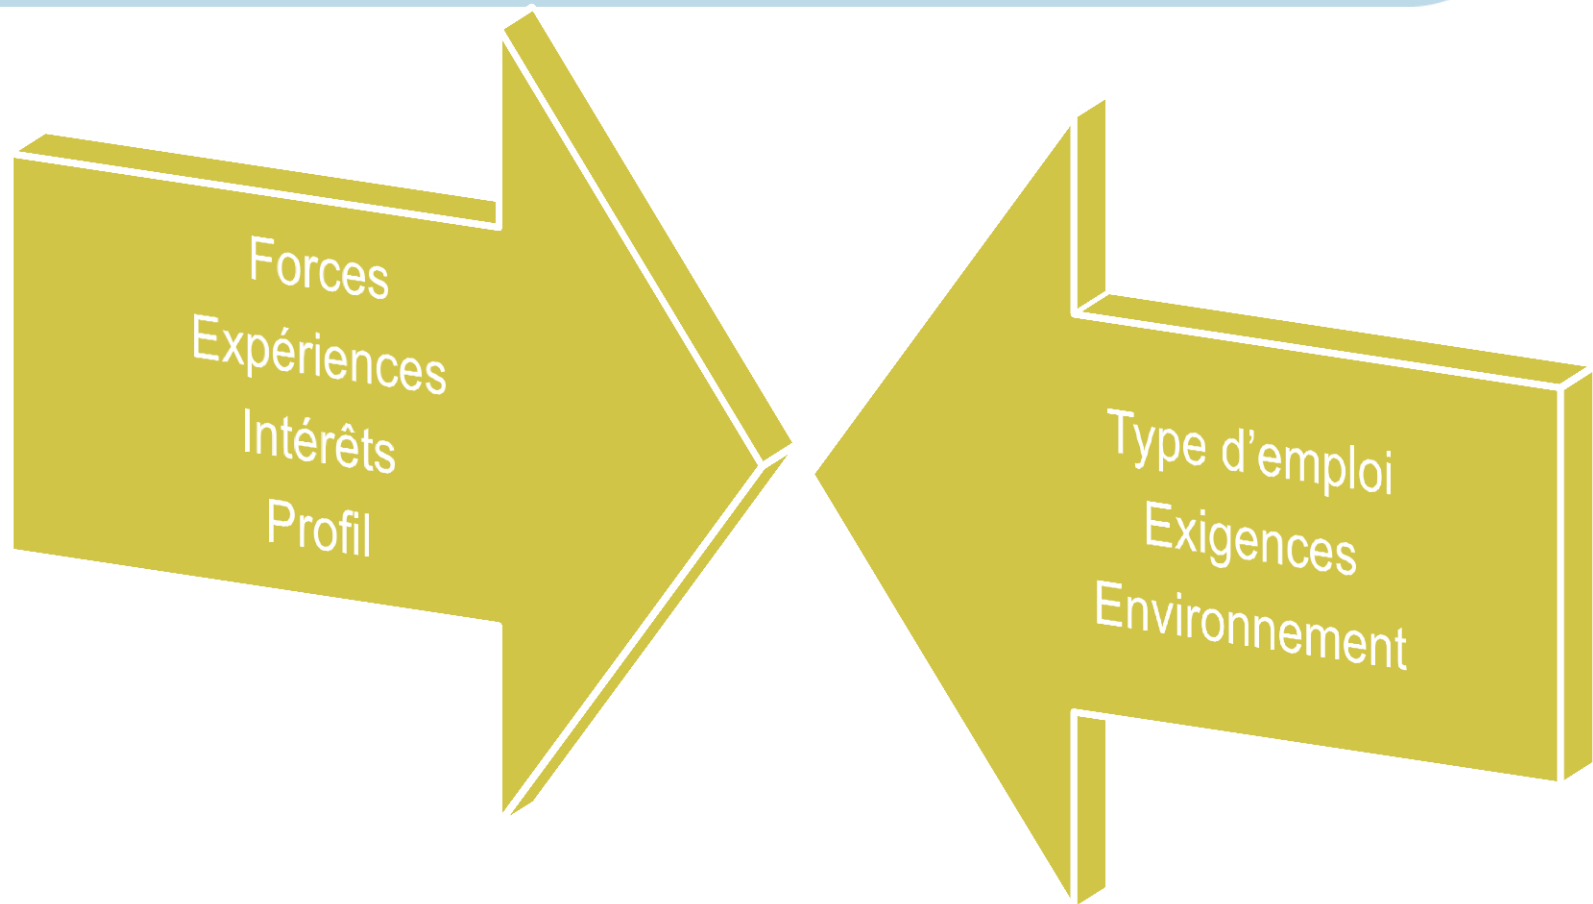 Forces
Expériences
Intérêts
Profil
Type d’emploi
Exigences
Environnement